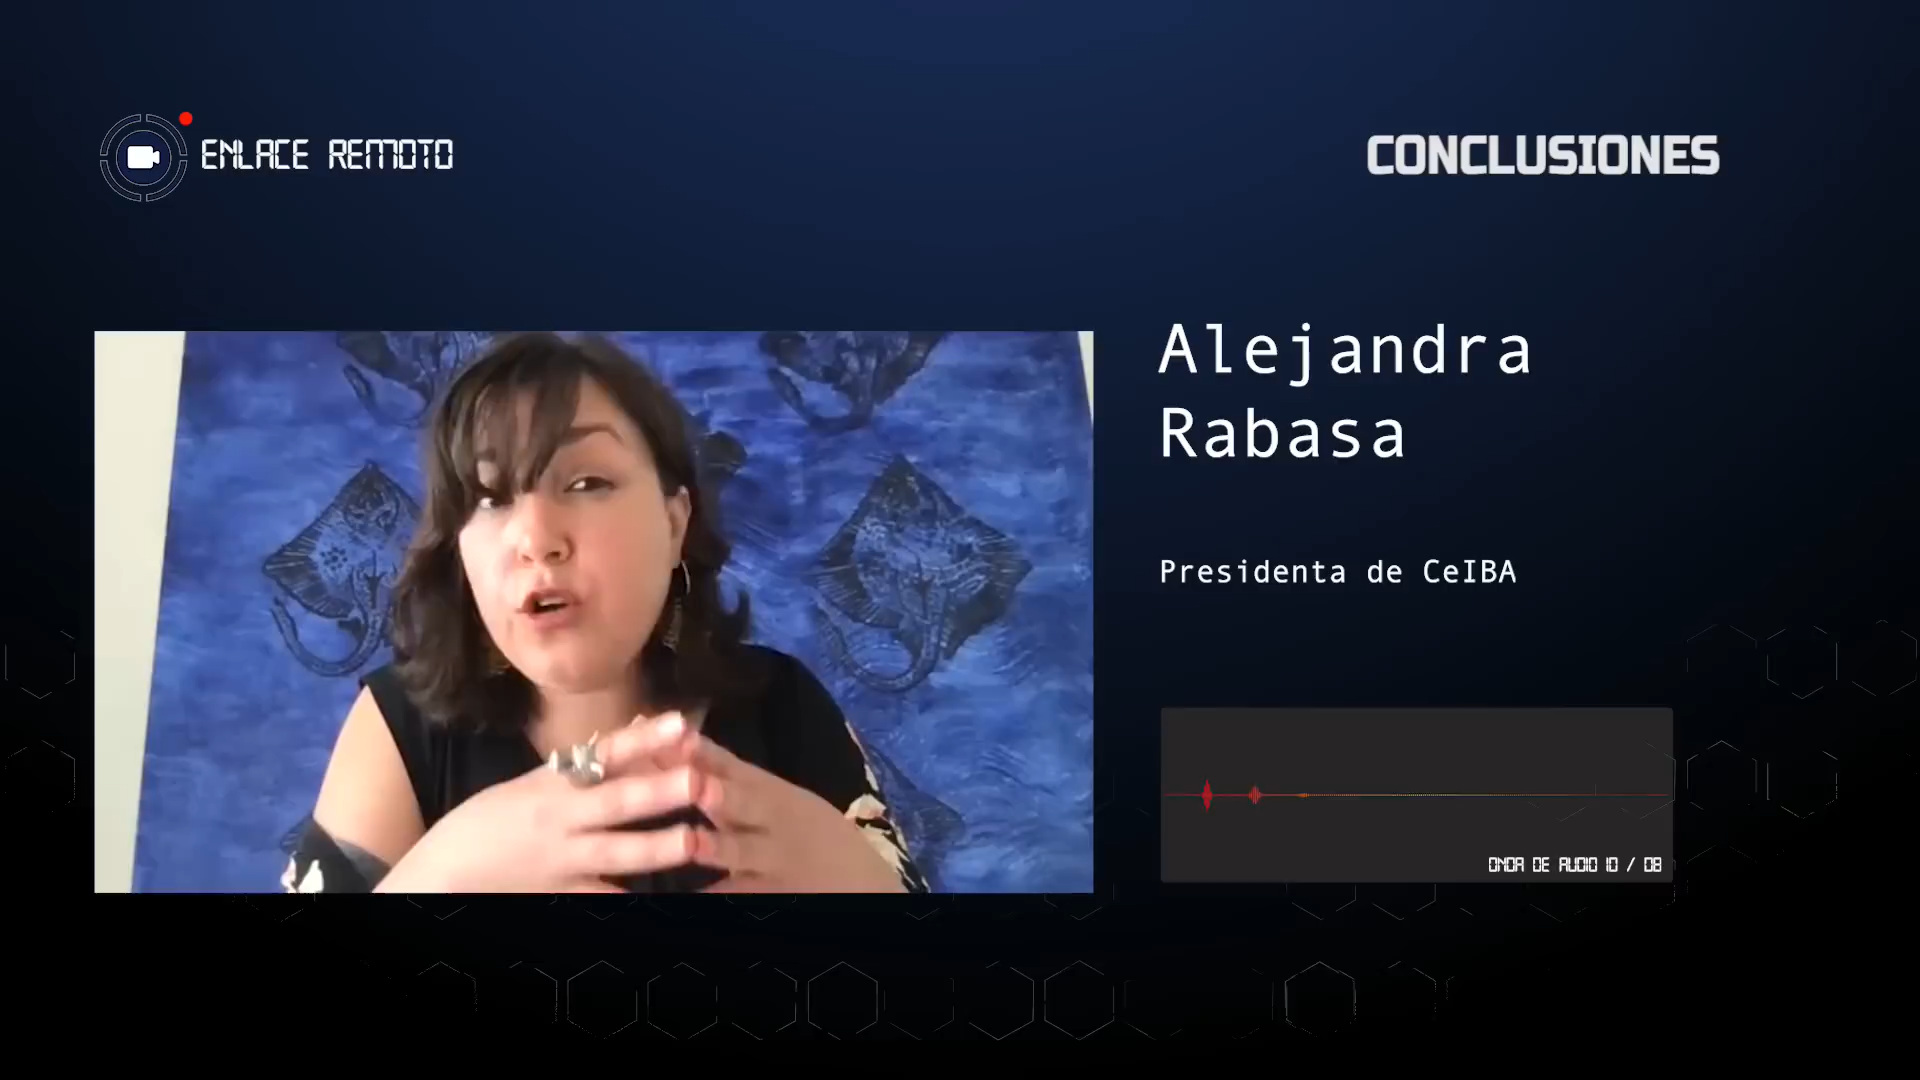 ENLACE REMOTO
CONCLUSIONES
Alejandra
Rabasa
Presidenta de CeIBA
ONDA DE AUDIO 10 / 08